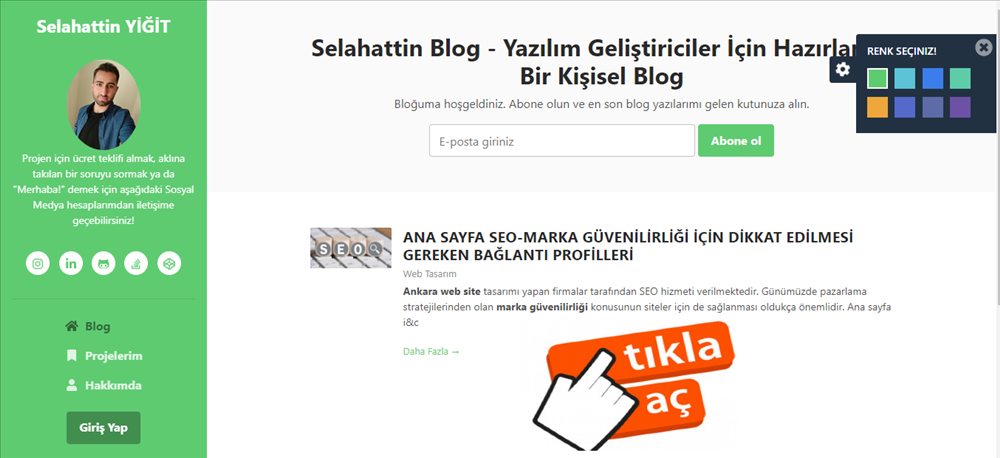 Selahattin YİĞİT
Projen için ücret teklifi almak, aklına
takılan bir soruyu sormak ya da
"Merhaba!" demek için aşağıdaki Sosyal
Medya hesaplarımdan iletişime
geçebilirsiniz!
Blog
Projelerim
Hakkımda
Giriş Yap
Selahattin Blog - Yazılım Geliştiriciler İçin
Bir Kişisel Blog
Bloğuma hoşgeldiniz. Abone olun ve en son blog yazılarımı gelen kutunuza alın.
E-posta giriniz
Abone ol
RENK SEÇINIZ!
SEO
ANA SAYFA SEO-MARKA GÜVENİLİRLİĞİ İÇİN DİKKAT EDİLMESİ
GEREKEN BAĞLANTI PROFİLLERİ
Web Tasarım
Ankara web site tasarımı yapan firmalar tarafından SEO hizmeti verilmektedir. Günümüzde pazarlama
stratejilerinden olan marka güvenilirliği konusunun siteler için de sağlanması oldukça önemlidir. Ana sayfa
i&c
Daha Fazla →
tıkla
aç